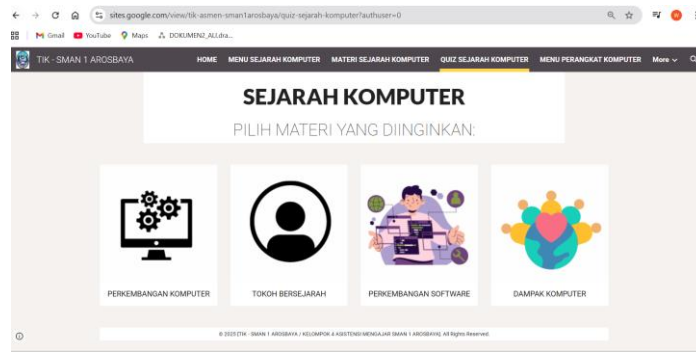 sites.google.com/view/tik-asmen-sman1arosbaya/quiz-sejarah-komputer?authuser=0
Gmail YouTube Maps DOKUMEN2_ALLdra...
TIK - SMAN 1 AROSBAYA HOME MENU SEJARAH KOMPUTER MATERI SEJARAH KOMPUTER QUIZ SEJARAH KOMPUTER MENU PERANGKAT KOMPUTER More
SEJARAH KOMPUTER
PILIH MATERI YANG DIINGINKAN:
PERKEMBANGAN KOMPUTER TOKOH BERSEJARAH PERKEMBANGAN SOFTWARE DAMPAK KOMPUTER
© 2025 [TIK - SMAN 1 AROSBAYA / KELOMPOK 4 ASISTENSI MENGAJAR SMAN 1 AROSBAYA]. All Rights Reserved